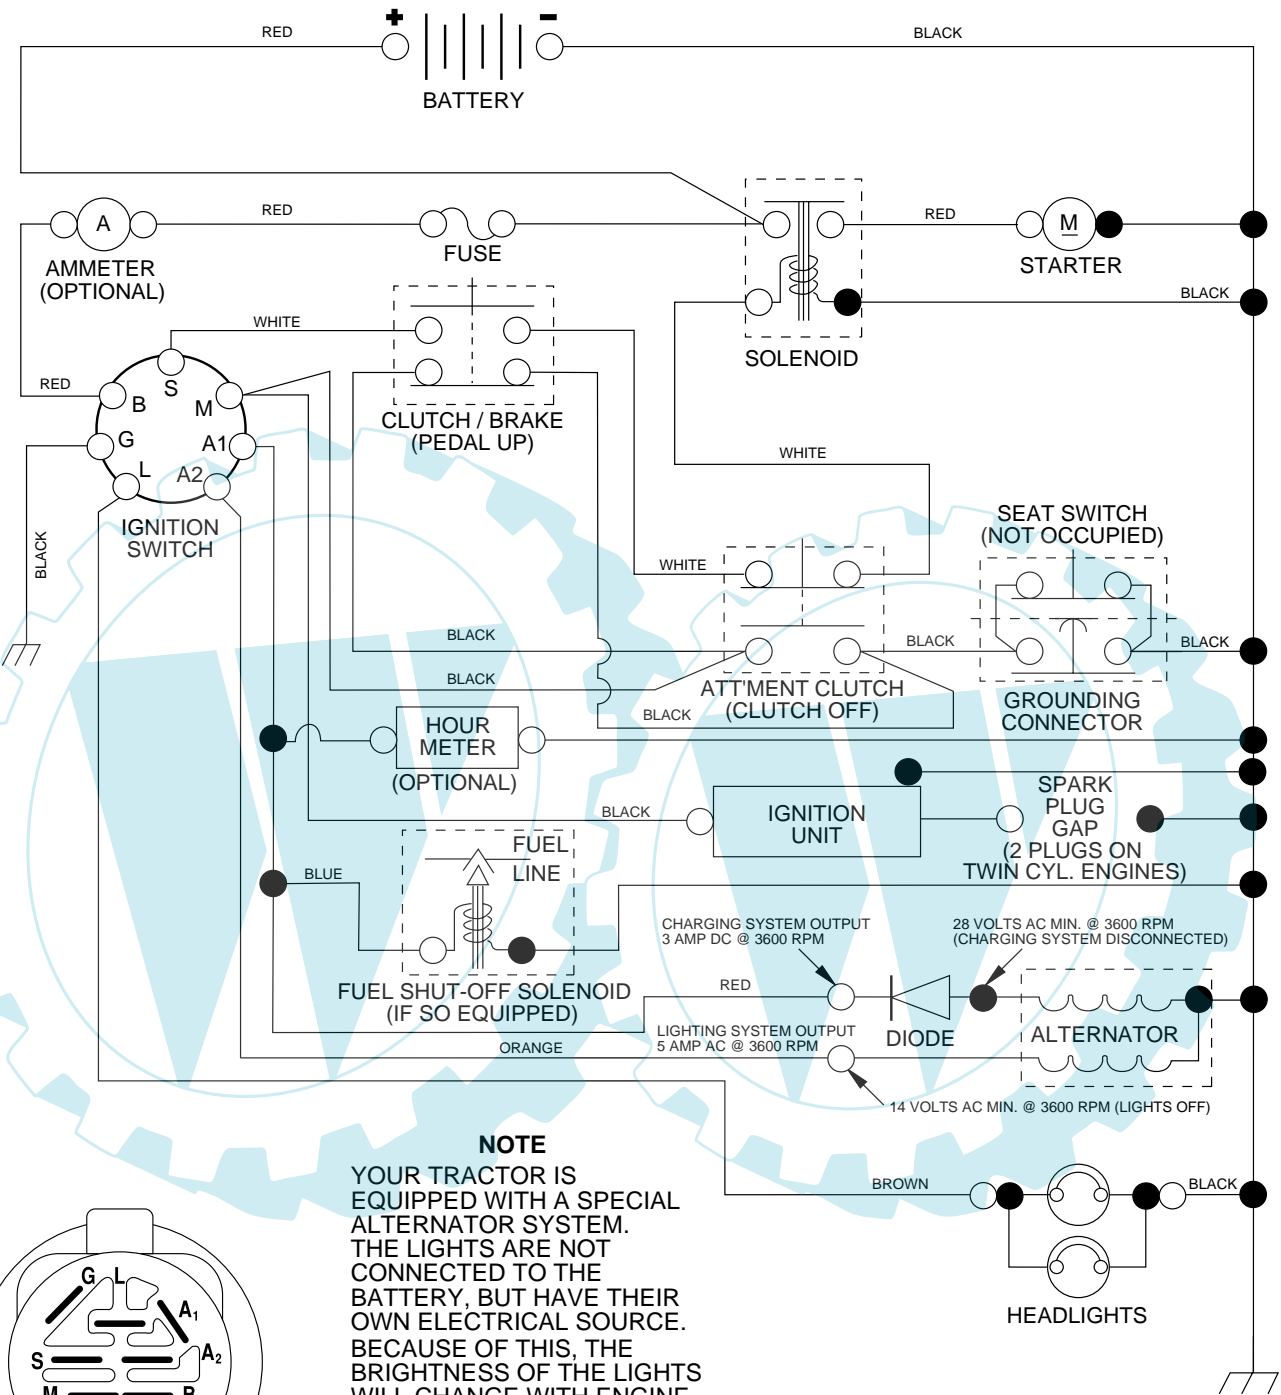 +
−
RED
BLACK
BATTERY
RED
RED
A
M
FUSE
STARTER
AMMETER
(OPTIONAL)
BLACK
WHITE
SOLENOID
RED
S
B
M
CLUTCH / BRAKE
(PEDAL UP)
G
A1
L
A2
WHITE
IGNITION
SWITCH
BLACK
SEAT SWITCH
(NOT OCCUPIED)
WHITE
BLACK
BLACK
BLACK
BLACK
ATT'MENT CLUTCH
(CLUTCH OFF)
BLACK
GROUNDING
CONNECTOR
HOUR
METER
(OPTIONAL)
BLACK
IGNITION
UNIT
SPARK
PLUG
GAP
(2 PLUGS ON
TWIN CYL. ENGINES)
FUEL
LINE
BLUE
CHARGING SYSTEM OUTPUT
3 AMP DC @ 3600 RPM
28 VOLTS AC MIN. @ 3600 RPM
(CHARGING SYSTEM DISCONNECTED)
RED
FUEL SHUT-OFF SOLENOID
(IF SO EQUIPPED)
LIGHTING SYSTEM OUTPUT
5 AMP AC @ 3600 RPM
DIODE
ALTERNATOR
ORANGE
14 VOLTS AC MIN. @ 3600 RPM (LIGHTS OFF)
NOTE
YOUR TRACTOR IS
EQUIPPED WITH A SPECIAL
ALTERNATOR SYSTEM.
THE LIGHTS ARE NOT
CONNECTED TO THE
BATTERY, BUT HAVE THEIR
OWN ELECTRICAL SOURCE.
BECAUSE OF THIS, THE
BRIGHTNESS OF THE LIGHTS
WILL CHANGE WITH ENGINE
BROWN
BLACK
HEADLIGHTS
G
L
A1
S
A2
M
B